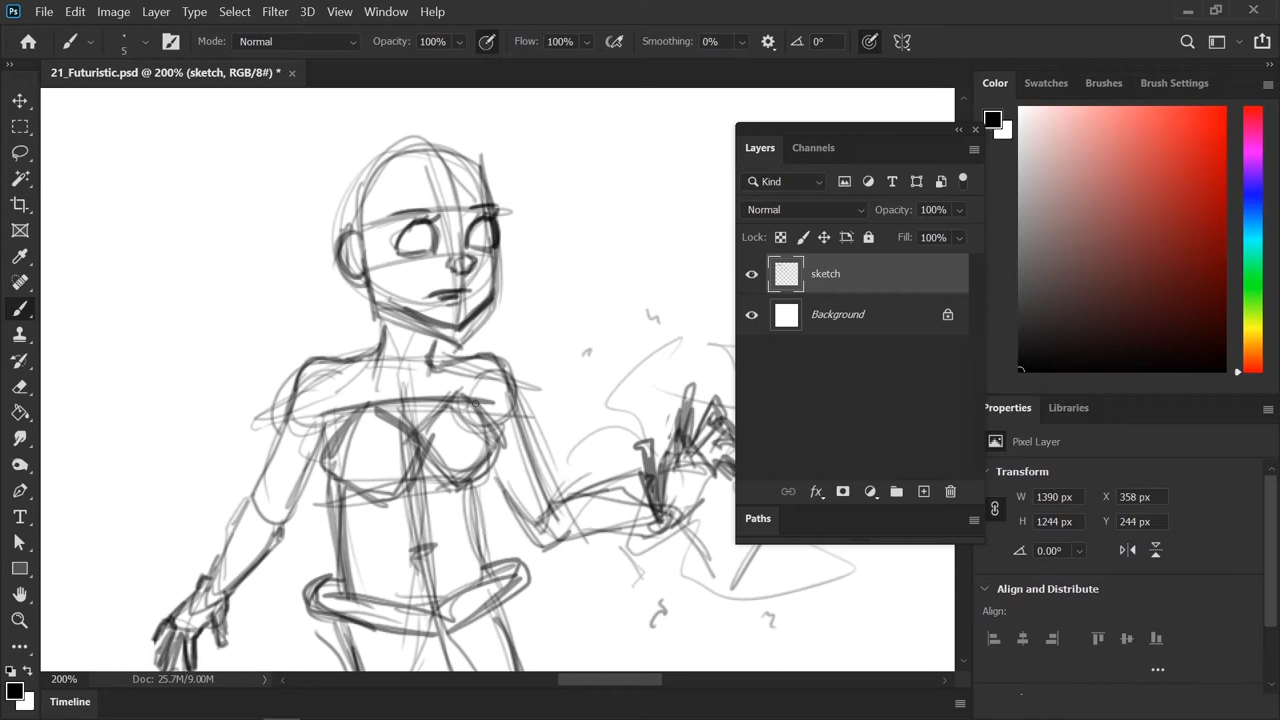 Ps File Edit Image Layer Type Select Filter 3D View Window Help
5 Mode: Normal Opacity: 100% Flow: 100% Smoothing: 0% 0°
21_Futuristic.psd @ 200% (sketch, RGB/8#) *
Color Swatches Brushes Brush Settings
Layers Channels
Kind
Normal Opacity: 100%
Lock: Fill: 100%
sketch
Background
fx
Paths
Properties Libraries
Pixel Layer
Transform
W 1390 px X 358 px
H 1244 px Y 244 px
0.00°
Align and Distribute
Align:
200% Doc: 25.7M/9.00M
Timeline